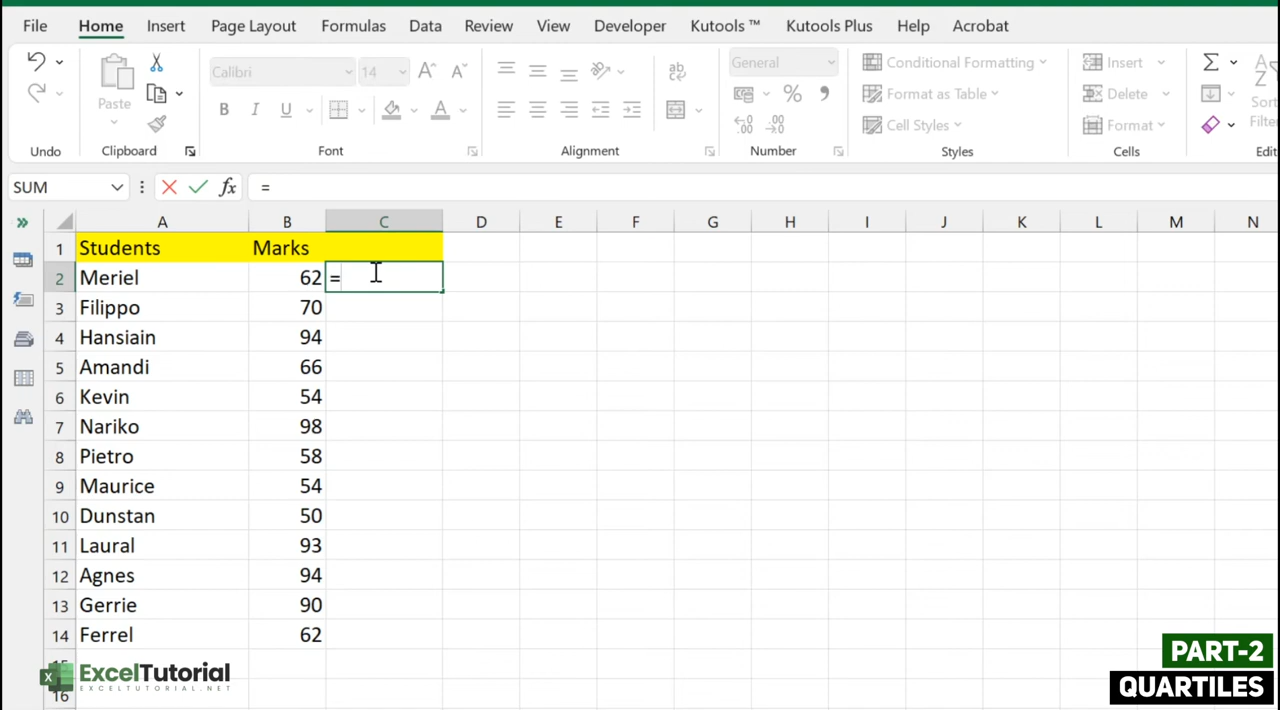 File Home Insert Page Layout Formulas Data Review View Developer Kutools ™ Kutools Plus Help Acrobat
Calibri 14 General Conditional Formatting Insert
Paste B I U % Format as Table Delete
Cell Styles Format
Undo Clipboard Font Alignment Number Styles Cells
SUM fx =
A B C D E F G H I J K L M N
1 Students Marks
2 Meriel 62 =
3 Filippo 70
4 Hansiain 94
5 Amandi 66
6 Kevin 54
7 Nariko 98
8 Pietro 58
9 Maurice 54
10 Dunstan 50
11 Laural 93
12 Agnes 94
13 Gerrie 90
14 Ferrel 62
16
ExcelTutorial
EXCELTUTORIAL.NET
PART-2
QUARTILES